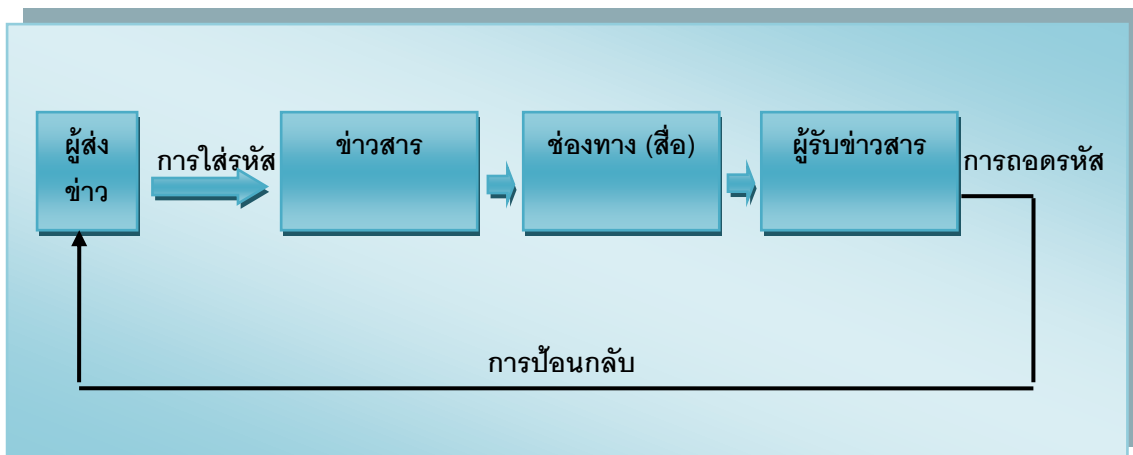 ผู้ส่ง
ข่าว
การใส่รหัส
ข่าวสาร
ช่องทาง (สื่อ)
ผู้รับข่าวสาร
การถอดรหัส
การป้อนกลับ